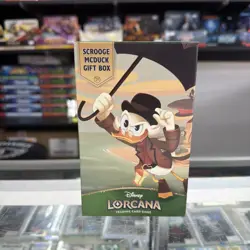 SCROOGE
MCDUCK
GIFT BOX
Disney
LORCANA
TRADING CARD GAME